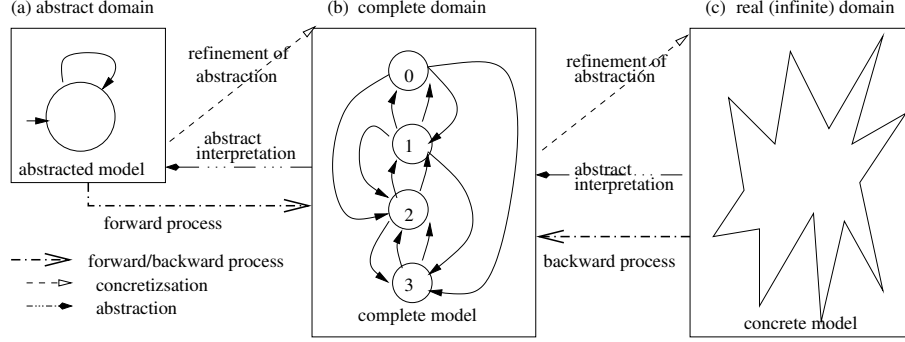 (a) abstract domain
(b) complete domain
(c) real (infinite) domain
refinement of
abstraction
abstract
interpretation
abstracted model
forward process
forward/backward process
concretizsation
abstraction
0
1
2
3
complete model
refinement of
abstraction
abstract
interpretation
backward process
concrete model